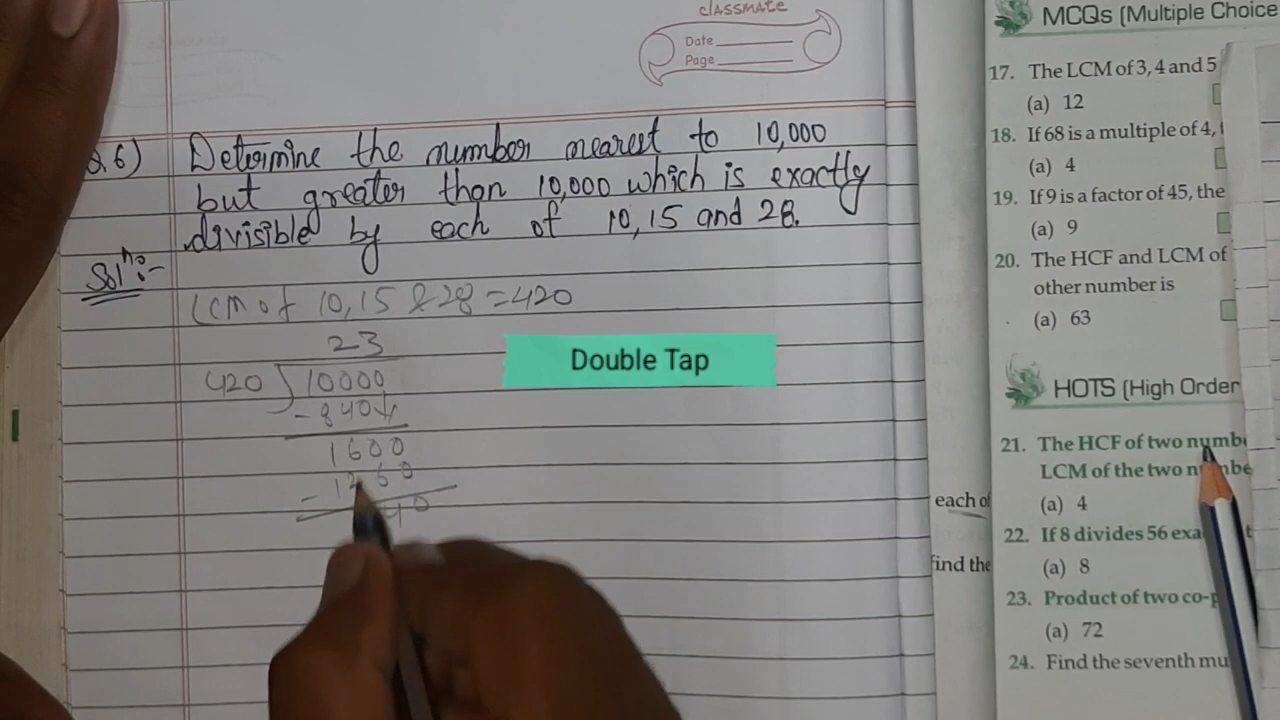 classmate
Date
Page
Q.6) Determine the number nearest to 10,000
but greater than 10,000 which is exactly
divisible by each of 10, 15 and 28.
Soln:-
LCM of 10, 15 & 28 = 420
23
420 ) 10000
- 840↓
1600
- 1260
40
Double Tap
each of
find the
MCQs (Multiple Choice
17. The LCM of 3, 4 and 5
(a) 12
18. If 68 is a multiple of 4,
(a) 4
19. If 9 is a factor of 45, the
(a) 9
20. The HCF and LCM of
other number is
(a) 63
HOTS (High Order
21. The HCF of two numbe
LCM of the two numbe
(a) 4
22. If 8 divides 56 exa
(a) 8
23. Product of two co-p
(a) 72
24. Find the seventh mu